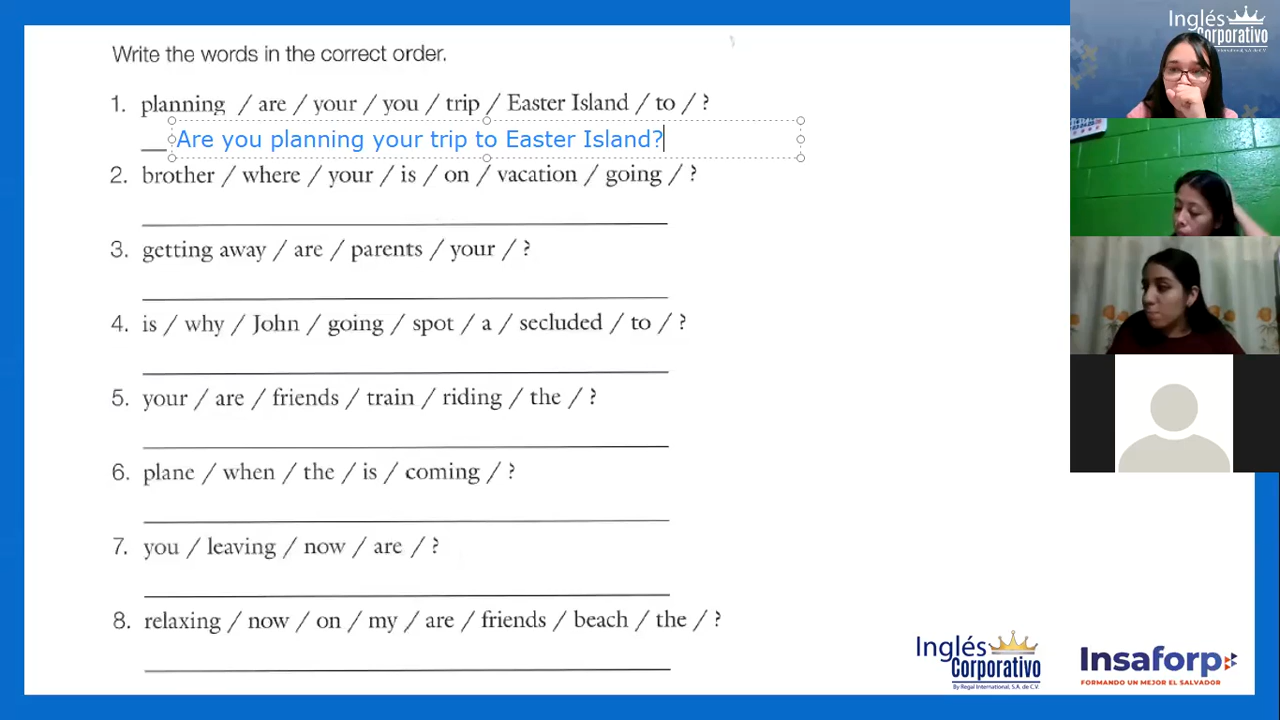 Write the words in the correct order.
1. planning / are / your / you / trip / Easter Island / to / ?
Are you planning your trip to Easter Island?
2. brother / where / your / is / on / vacation / going / ?
3. getting away / are / parents / your / ?
4. is / why / John / going / spot / a / secluded / to / ?
5. your / are / friends / train / riding / the / ?
6. plane / when / the / is / coming / ?
7. you / leaving / now / are / ?
8. relaxing / now / on / my / are / friends / beach / the / ?
Inglés
Corporativo
By Regal International, S.A. de C.V.
Insaforp
FORMANDO UN MEJOR EL SALVADOR
Inglés
Corporativo